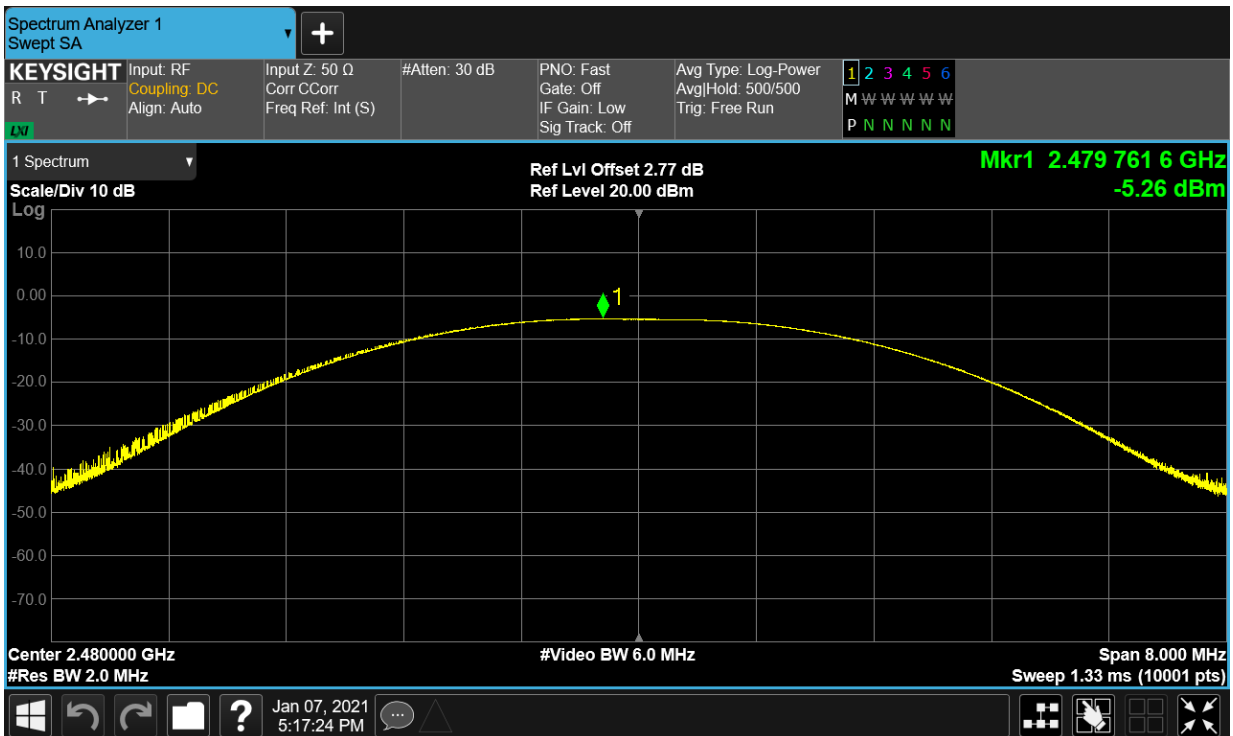 Spectrum Analyzer 1
Swept SA
KEYSIGHT
R T
LXI
Input: RF
Coupling: DC
Align: Auto
Input Z: 50 Ω
Corr CCorr
Freq Ref: Int (S)
#Atten: 30 dB
PNO: Fast
Gate: Off
IF Gain: Low
Sig Track: Off
Avg Type: Log-Power
Avg|Hold: 500/500
Trig: Free Run
1 2 3 4 5 6
M W W W W W
P N N N N N
1 Spectrum
Scale/Div 10 dB
Log
Ref Lvl Offset 2.77 dB
Ref Level 20.00 dBm
Mkr1 2.479 761 6 GHz
-5.26 dBm
10.0
0.00
-10.0
-20.0
-30.0
-40.0
-50.0
-60.0
-70.0
1
Center 2.480000 GHz
#Res BW 2.0 MHz
#Video BW 6.0 MHz
Span 8.000 MHz
Sweep 1.33 ms (10001 pts)
?
Jan 07, 2021
5:17:24 PM